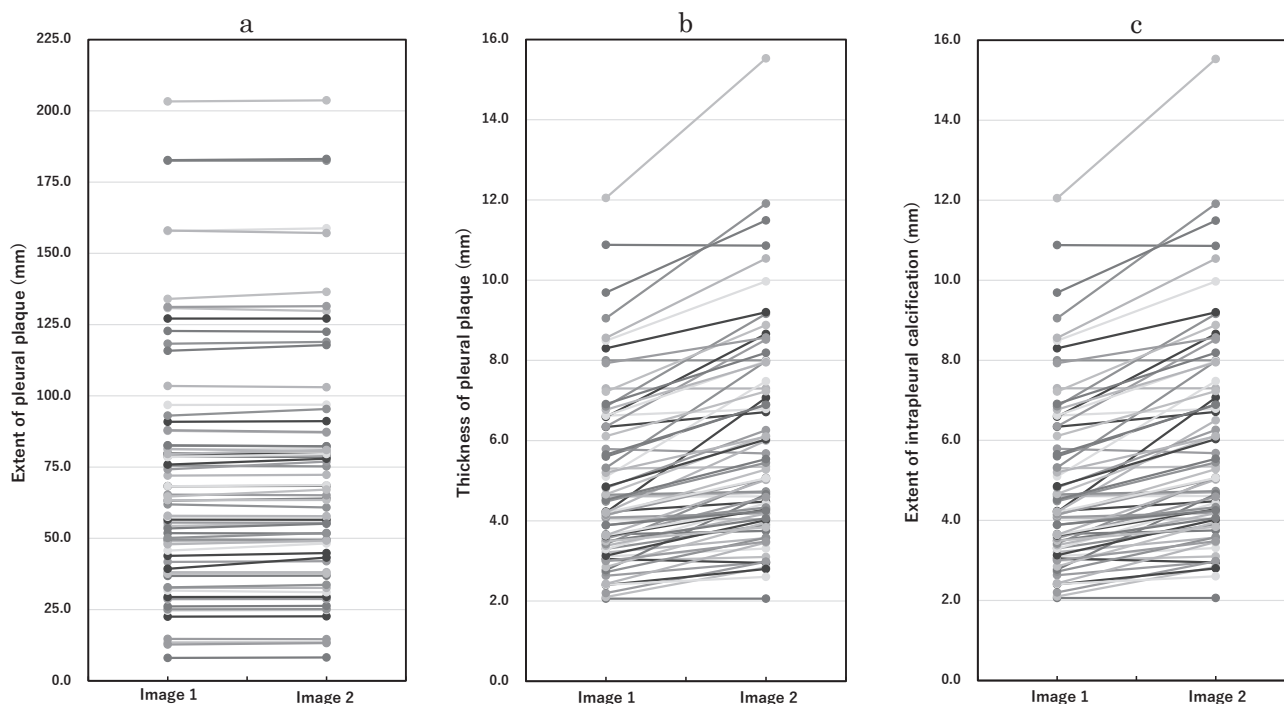 a
Extent of pleural plaque (mm)
225.0
200.0
175.0
150.0
125.0
100.0
75.0
50.0
25.0
0.0
Image 1
Image 2
b
Thickness of pleural plaque (mm)
16.0
14.0
12.0
10.0
8.0
6.0
4.0
2.0
0.0
Image 1
Image 2
c
Extent of intrapleural calcification (mm)
16.0
14.0
12.0
10.0
8.0
6.0
4.0
2.0
0.0
Image 1
Image 2